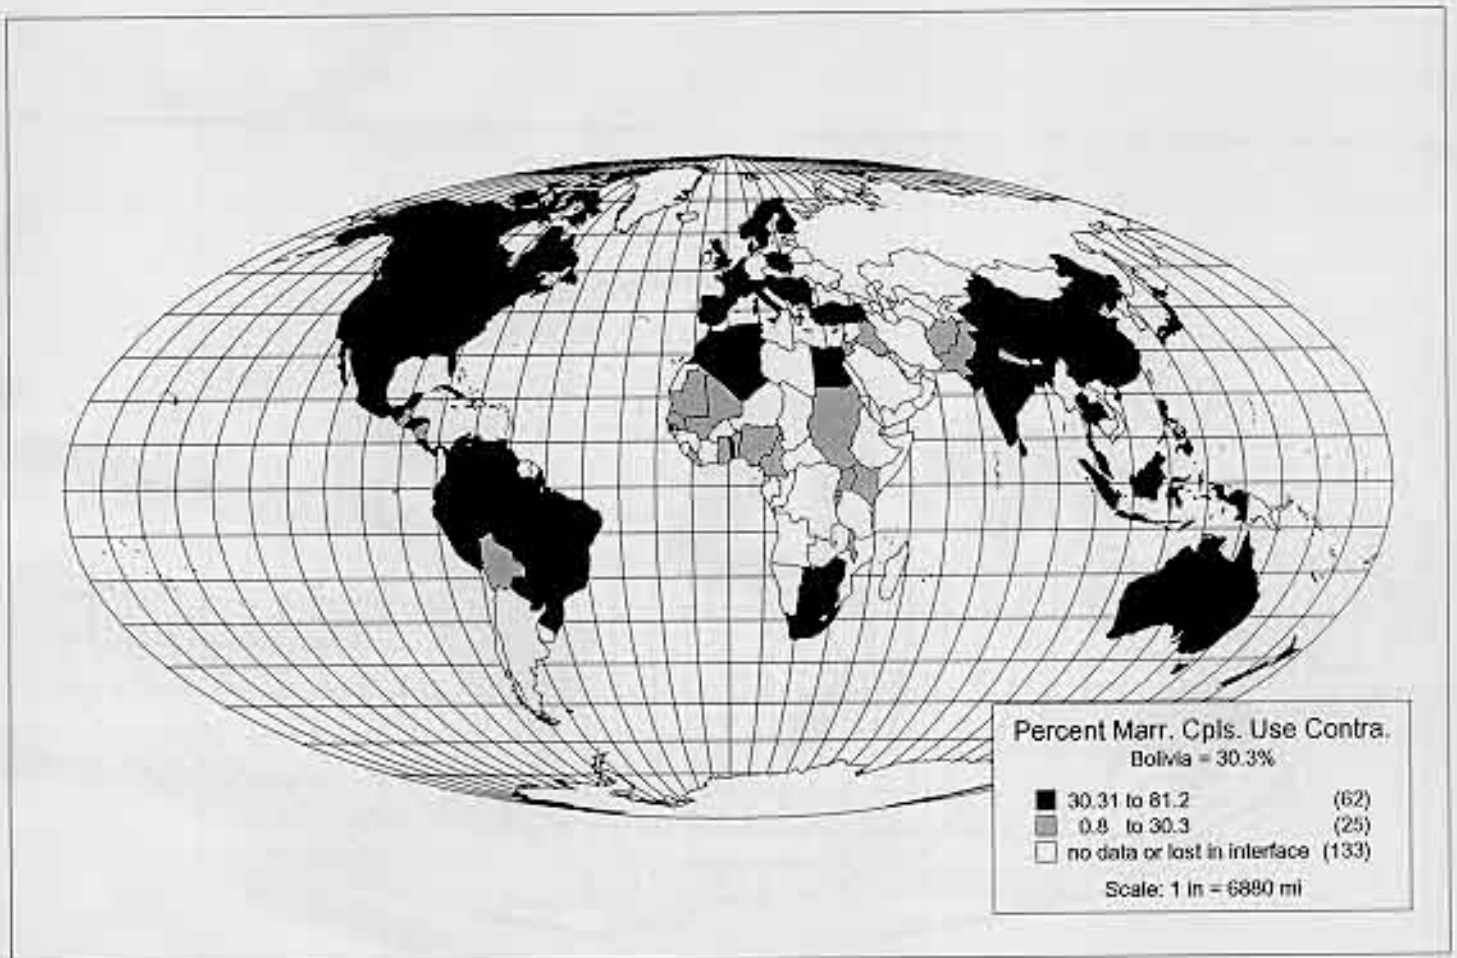 Percent Marr. Cpls. Use Contra.
Bolivia = 30.3%
30.31 to 81.2 (62)
0.8 to 30.3 (25)
no data or lost in interface (133)
Scale: 1 in = 6880 mi